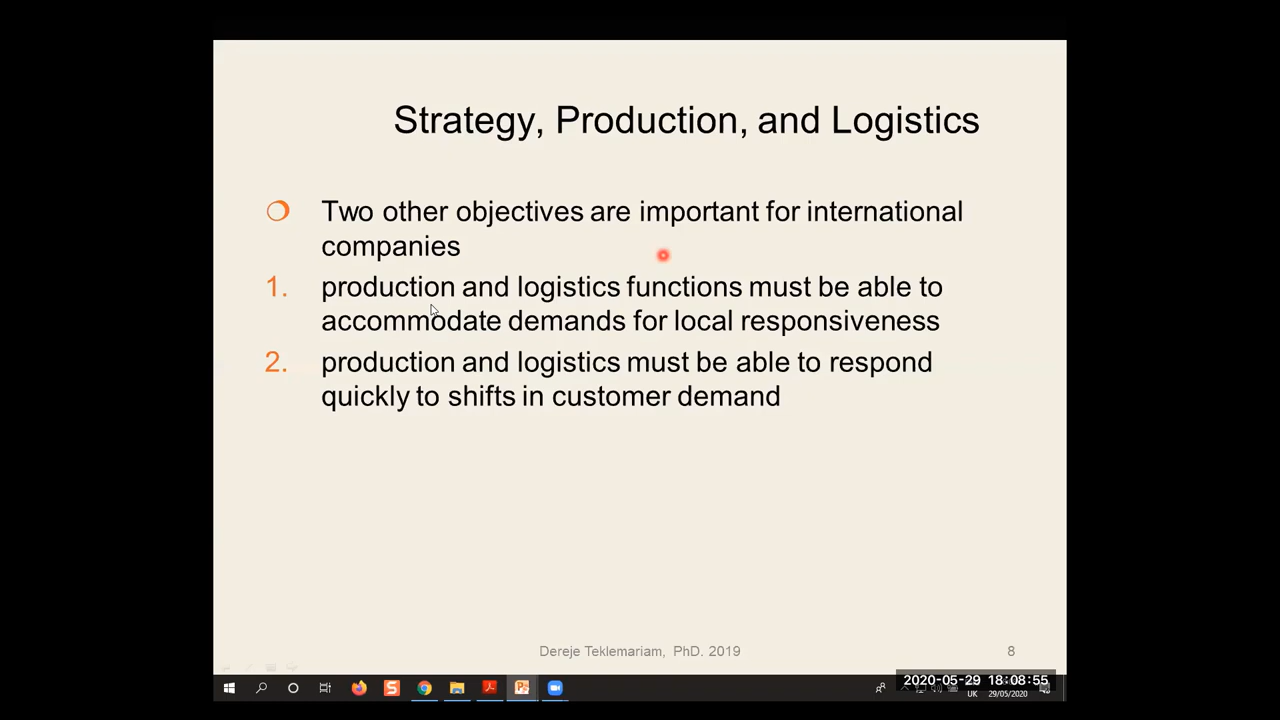 Strategy, Production, and Logistics
Two other objectives are important for international
companies
1. production and logistics functions must be able to
accommodate demands for local responsiveness
2. production and logistics must be able to respond
quickly to shifts in customer demand
Dereje Teklemariam, PhD. 2019
8
2020-05-29 18:08:55
UK
29/05/2020